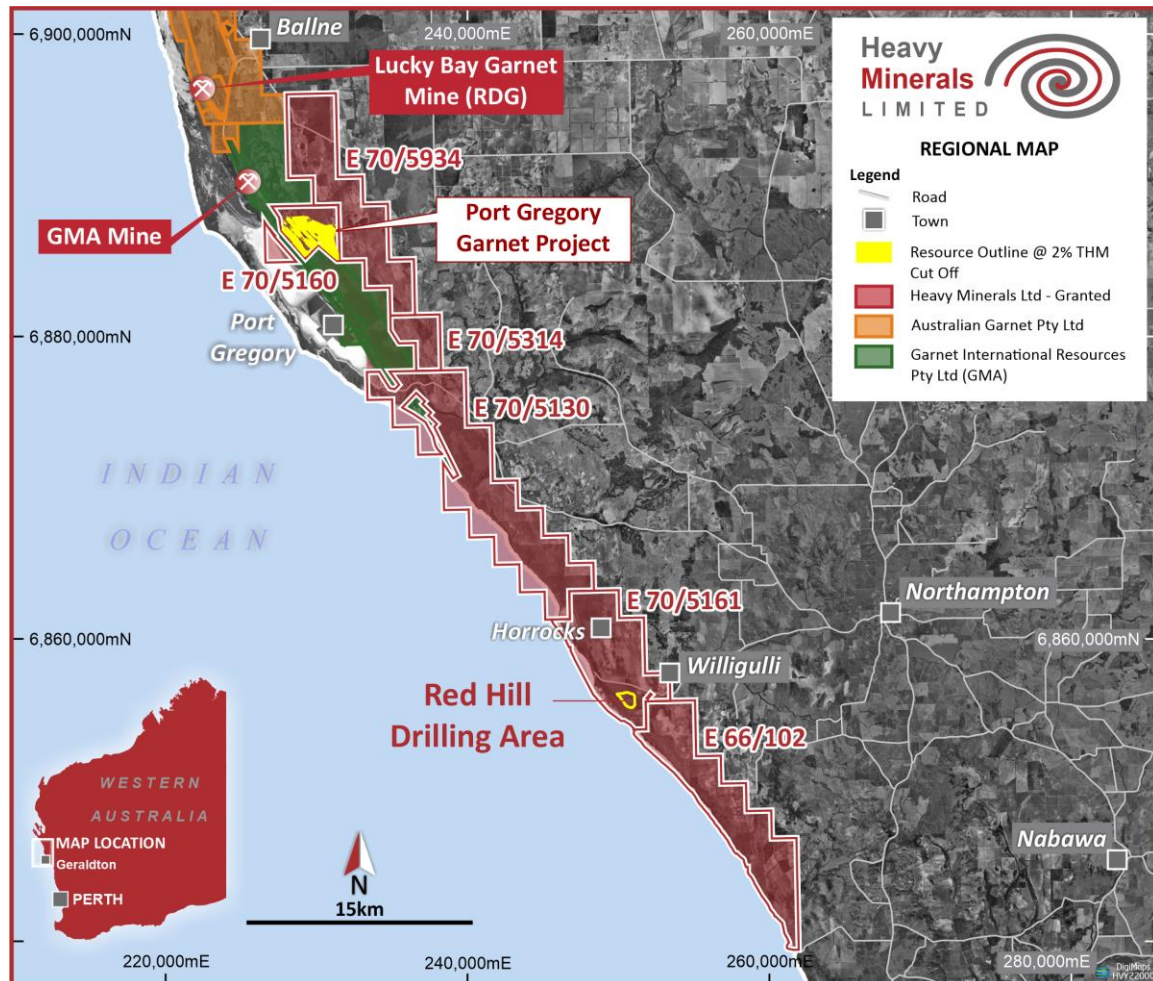 6,900,000mN
Ballne
240,000mE
260,000mE
Lucky Bay Garnet
Mine (RDG)
E 70/5934
GMA Mine
Port Gregory
Garnet Project
E 70/5160
Port
Gregory
6,880,000mN
E 70/5314
E 70/5130
INDIAN
OCEAN
E 70/5161
Northampton
Horrocks
6,860,000mN
6,860,000mN
Willigulli
Red Hill
Drilling Area
E 66/102
Nabawa
Heavy
Minerals
LIMITED
REGIONAL MAP
Legend
Road
Town
Resource Outline @ 2% THM
Cut Off
Heavy Minerals Ltd - Granted
Australian Garnet Pty Ltd
Garnet International Resources
Pty Ltd (GMA)
WESTERN
AUSTRALIA
MAP LOCATION
Geraldton
PERTH
N
15km
220,000mE
240,000mE
260,000mE
280,000mE
DigiMaps